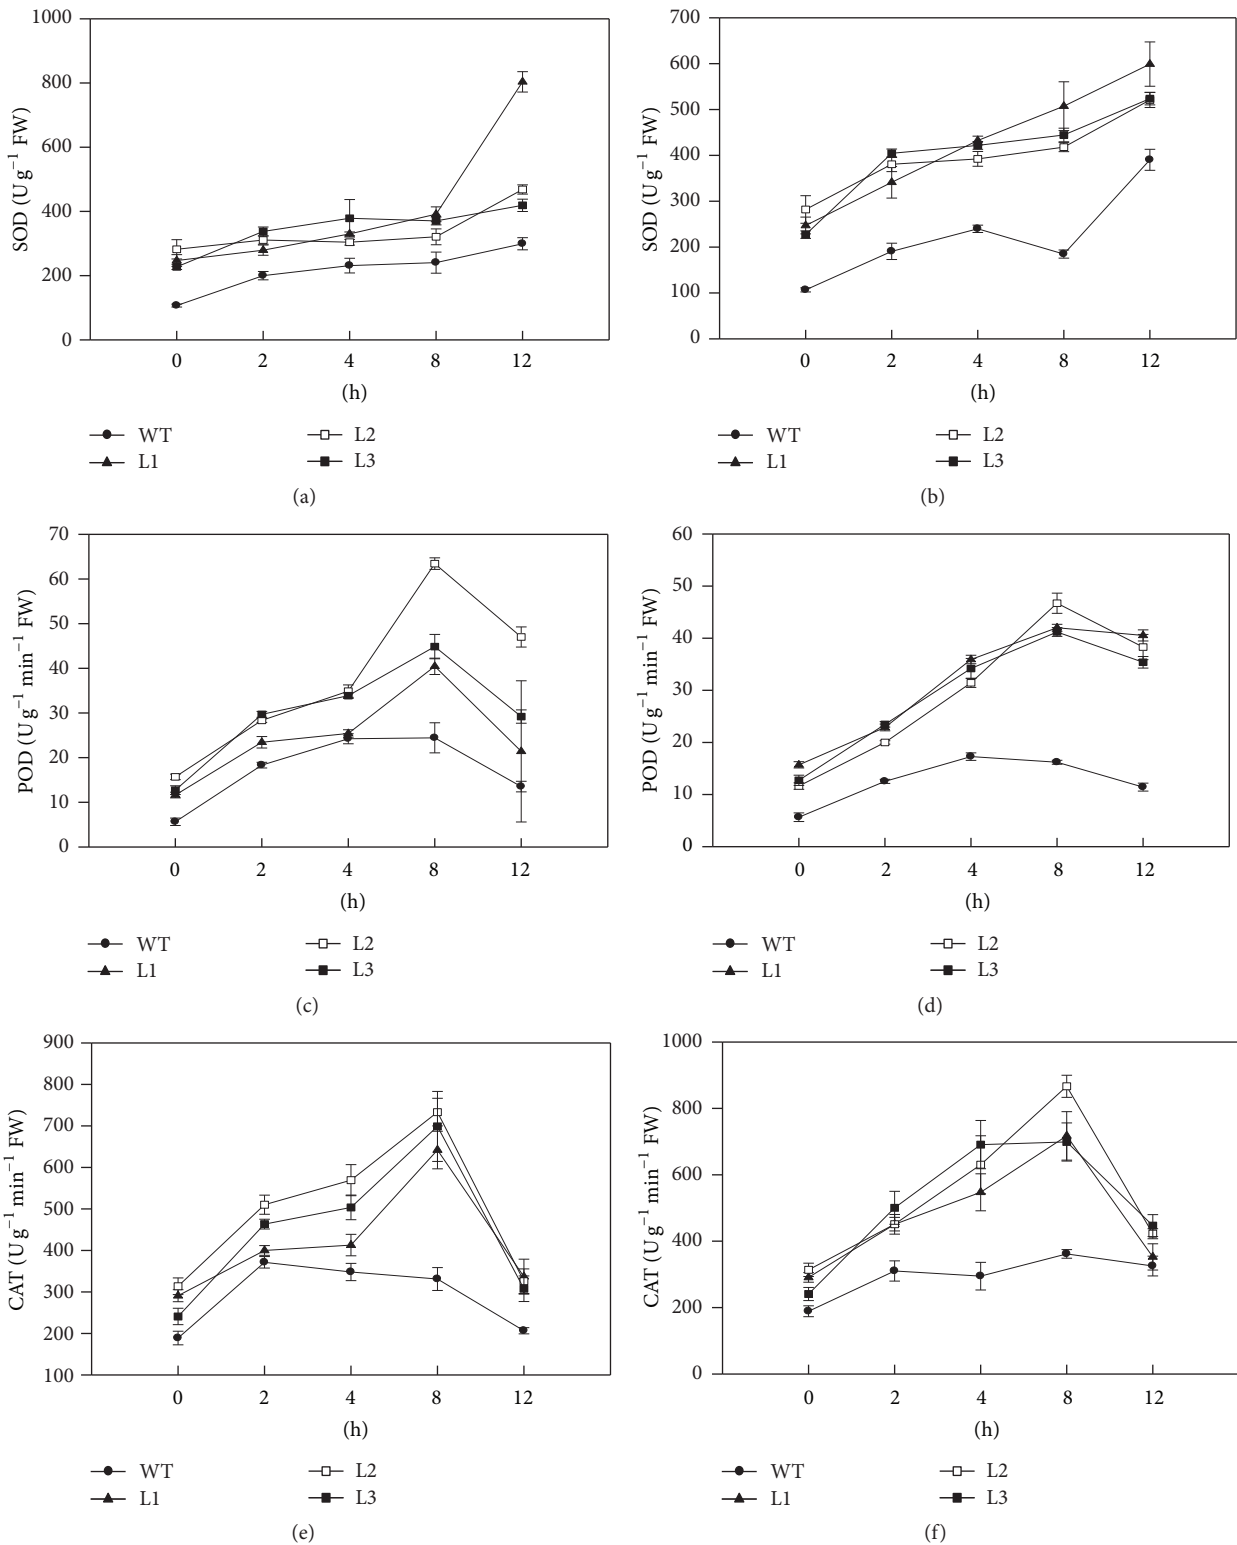 1000
800
600
400
200
0
SOD (U g⁻¹ FW)
0 2 4 8 12
(h)
WT L2
L1 L3
(a)
700
600
500
400
300
200
100
0
SOD (U g⁻¹ FW)
0 2 4 8 12
(h)
WT L2
L1 L3
(b)
70
60
50
40
30
20
10
0
POD (U g⁻¹ min⁻¹ FW)
0 2 4 8 12
(h)
WT L2
L1 L3
(c)
60
50
40
30
20
10
0
POD (U g⁻¹ min⁻¹ FW)
0 2 4 8 12
(h)
WT L2
L1 L3
(d)
900
800
700
600
500
400
300
200
100
CAT (U g⁻¹ min⁻¹ FW)
0 2 4 8 12
(h)
WT L2
L1 L3
(e)
1000
800
600
400
200
0
CAT (U g⁻¹ min⁻¹ FW)
0 2 4 8 12
(h)
WT L2
L1 L3
(f)